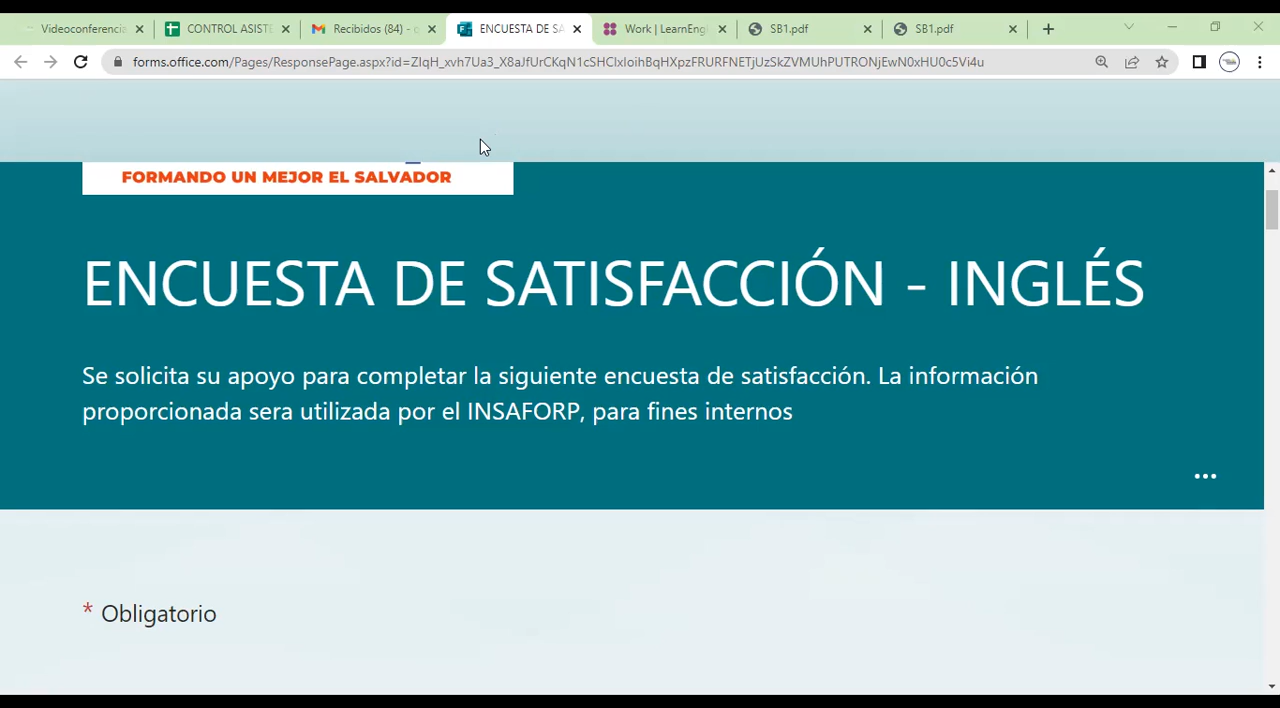 Videoconferencia
CONTROL ASISTE
Recibidos (84) - o
ENCUESTA DE SA
Work | LearnEngl
SB1.pdf
SB1.pdf
forms.office.com/Pages/ResponsePage.aspx?id=ZIqH_xvh7Ua3_X8aJfUrCKqN1cSHClxIoihBqHXpzFRURFNETjUzSkZVMUhPUTRONjEwN0xHU0c5Vi4u
FORMANDO UN MEJOR EL SALVADOR
ENCUESTA DE SATISFACCIÓN - INGLÉS
Se solicita su apoyo para completar la siguiente encuesta de satisfacción. La información
proporcionada sera utilizada por el INSAFORP, para fines internos
* Obligatorio